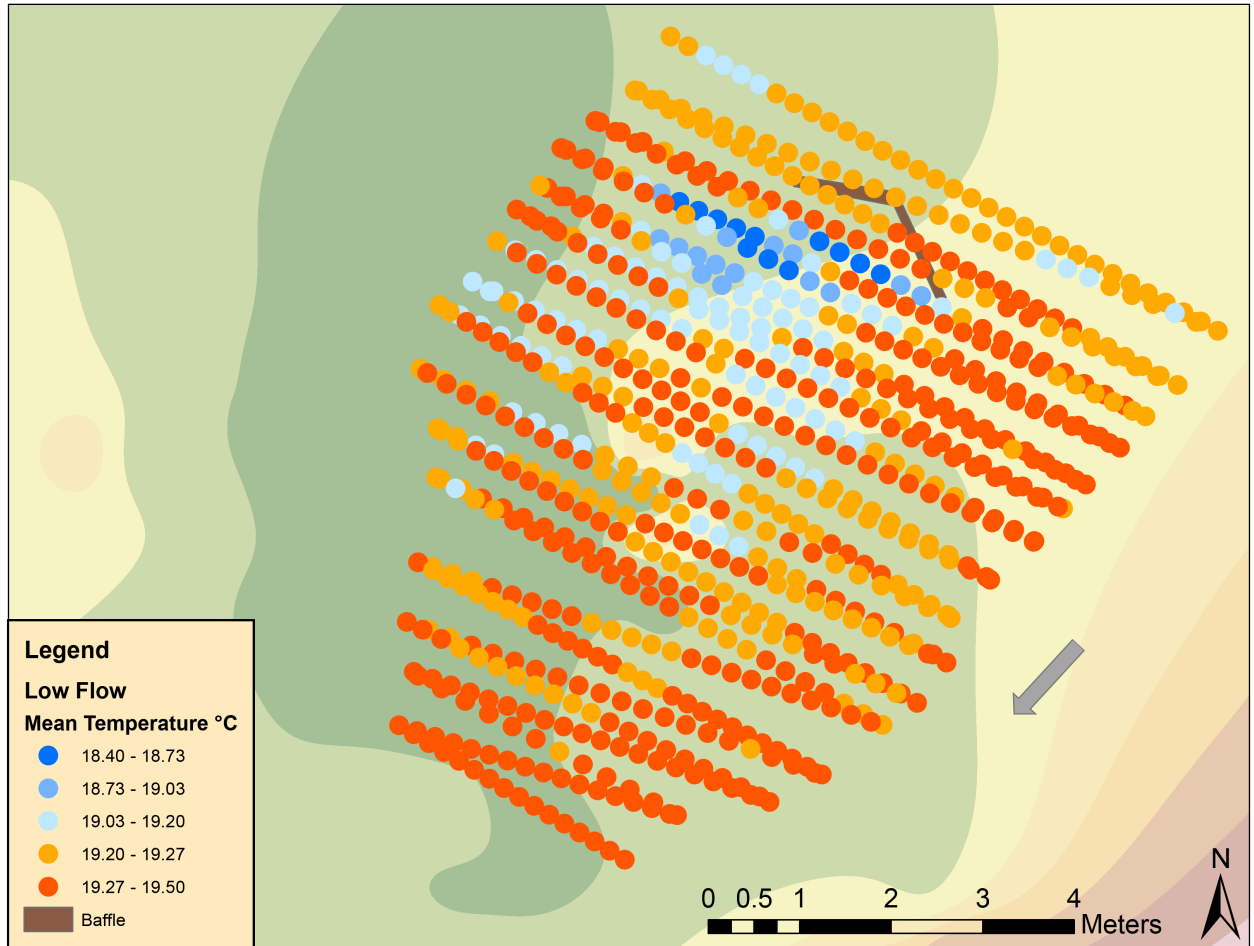 Legend
Low Flow
Mean Temperature °C
18.40 - 18.73
18.73 - 19.03
19.03 - 19.20
19.20 - 19.27
19.27 - 19.50
Baffle
N
0 0.5 1 2 3 4
Meters